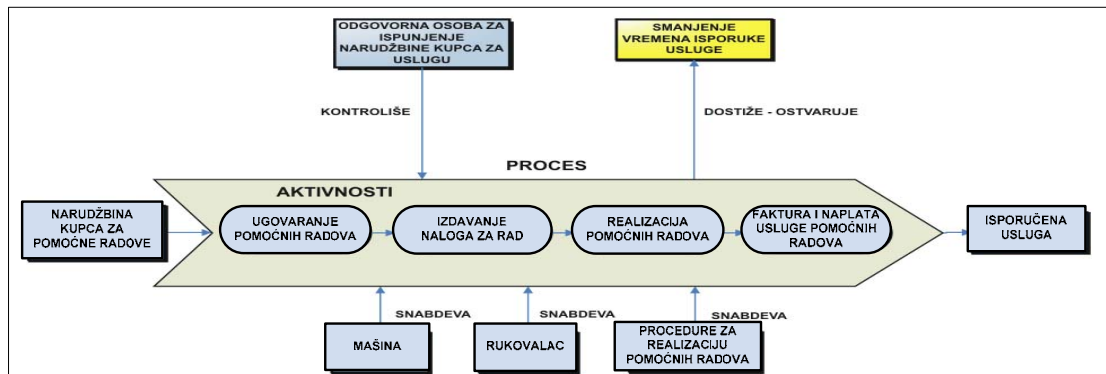 ODGOVORNA OSOBA ZA
ISPUNJENJE
NARUDŽBINE KUPCA ZA
USLUGU
SMANJENJE
VREMENA ISPORUKE
USLUGE
KONTROLIŠE
DOSTIŽE - OSTVARUJE
PROCES
AKTIVNOSTI
NARUDŽBINA
KUPCA ZA
POMOĆNE RADOVE
UGOVARANJE
POMOĆNIH RADOVA
IZDAVANJE
NALOGA ZA RAD
REALIZACIJA
POMOĆNIH RADOVA
FAKTURA I NAPLATA
USLUGE POMOĆNIH
RADOVA
ISPORUČENA
USLUGA
SNABDEVA
SNABDEVA
SNABDEVA
MAŠINA
RUKOVALAC
PROCEDURE ZA
REALIZACIJU
POMOĆNIH RADOVA